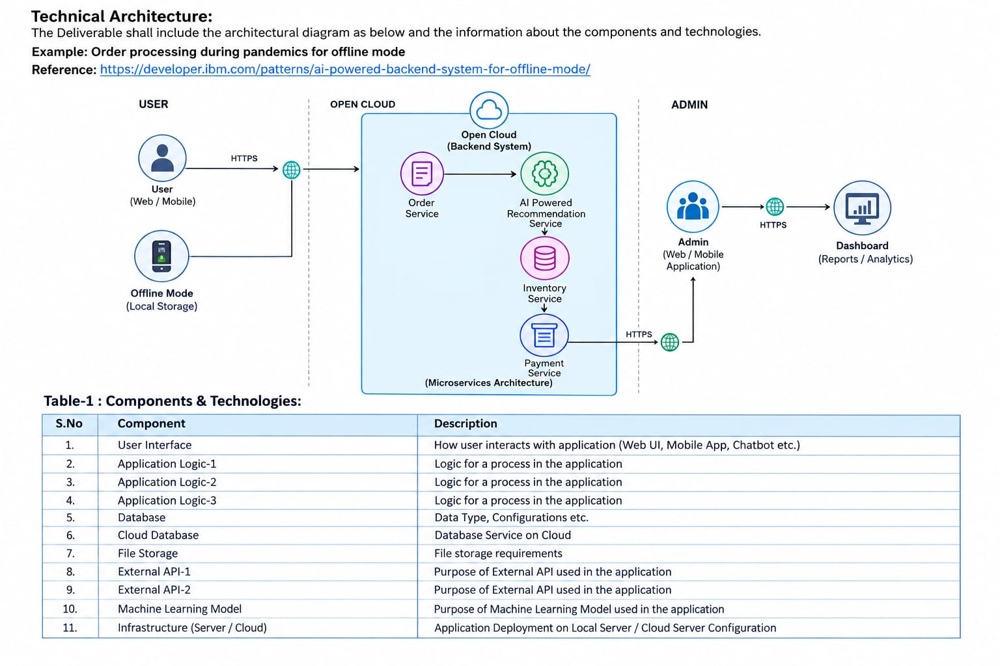 Technical Architecture:
The Deliverable shall include the architectural diagram as below and the information about the components and technologies.
Example: Order processing during pandemics for offline mode
Reference: https://developer.ibm.com/patterns/ai-powered-backend-system-for-offline-mode/
USER
OPEN CLOUD
ADMIN
HTTPS
User
(Web / Mobile)
Offline Mode
(Local Storage)
Open Cloud
(Backend System)
Order
Service
AI Powered
Recommendation
Service
Inventory
Service
Payment
Service
(Microservices Architecture)
HTTPS
Admin
(Web / Mobile
Application)
HTTPS
Dashboard
(Reports / Analytics)
Table-1 : Components & Technologies:
S.No Component Description
1. User Interface How user interacts with application (Web UI, Mobile App, Chatbot etc.)
2. Application Logic-1 Logic for a process in the application
3. Application Logic-2 Logic for a process in the application
4. Application Logic-3 Logic for a process in the application
5. Database Data Type, Configurations etc.
6. Cloud Database Database Service on Cloud
7. File Storage File storage requirements
8. External API-1 Purpose of External API used in the application
9. External API-2 Purpose of External API used in the application
10. Machine Learning Model Purpose of Machine Learning Model used in the application
11. Infrastructure (Server / Cloud) Application Deployment on Local Server / Cloud Server Configuration